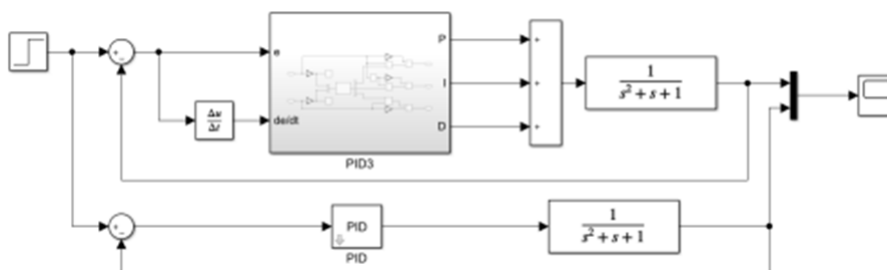 e
de/dt
P
I
D
PID3
Δu
Δt
+
+
+
1
s²+s+1
+
−
PID
PID
1
s²+s+1
+
−